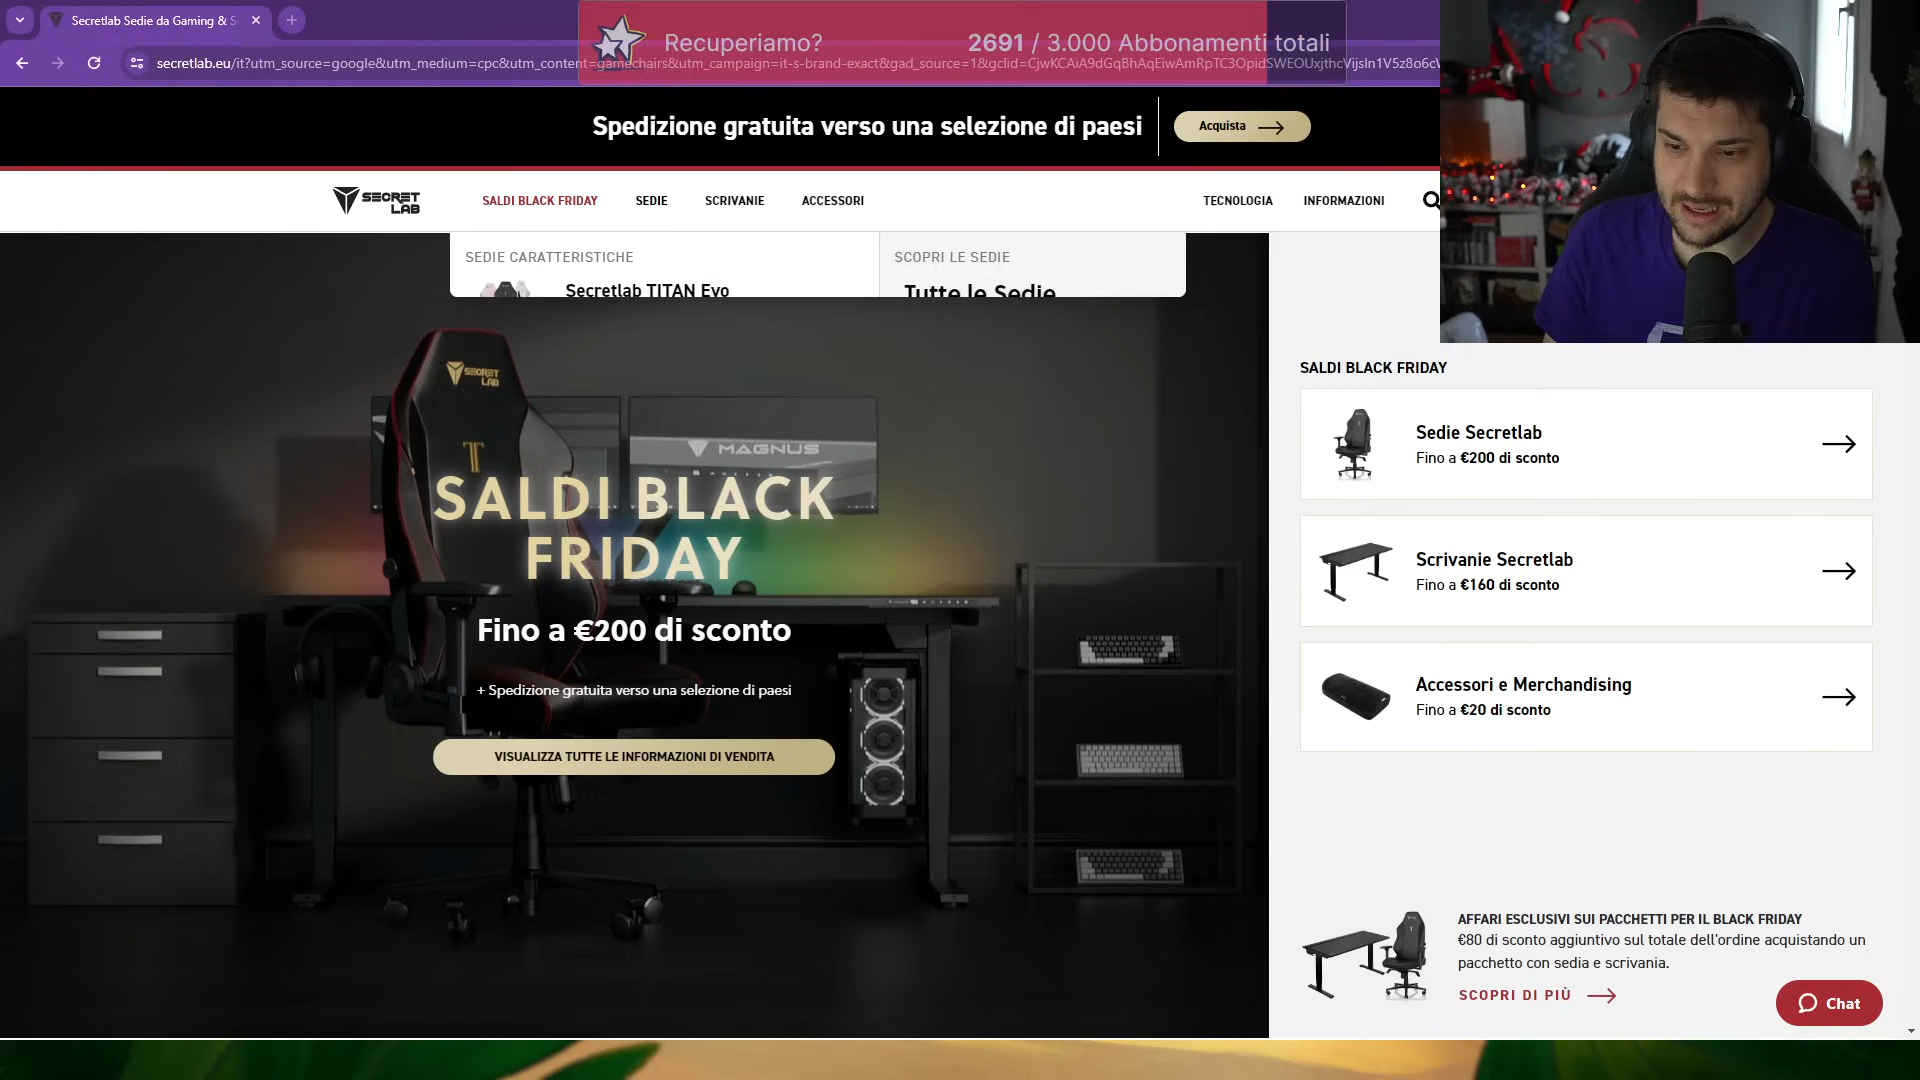 Secretlab Sedie da Gaming & S
Recuperiamo?
2691 / 3.000 Abbonamenti totali
secretlab.eu/it?utm_source=google&utm_medium=cpc&utm_content=gamechairs&utm_campaign=it-s-brand-exact&gad_source=1&gclid=
Spedizione gratuita verso una selezione di paesi
Acquista
SECRET LAB
SALDI BLACK FRIDAY
SEDIE
SCRIVANIE
ACCESSORI
TECNOLOGIA
INFORMAZIONI
SEDIE CARATTERISTICHE
SCOPRI LE SEDIE
Secretlab TITAN Evo
Tutte le Sedie
SECRET LAB
T
MAGNUS
SALDI BLACK
FRIDAY
Fino a €200 di sconto
+ Spedizione gratuita verso una selezione di paesi
VISUALIZZA TUTTE LE INFORMAZIONI DI VENDITA
SALDI BLACK FRIDAY
Sedie Secretlab
Fino a €200 di sconto
Scrivanie Secretlab
Fino a €160 di sconto
Accessori e Merchandising
Fino a €20 di sconto
AFFARI ESCLUSIVI SUI PACCHETTI PER IL BLACK FRIDAY
€80 di sconto aggiuntivo sul totale dell'ordine acquistando un
pacchetto con sedia e scrivania.
SCOPRI DI PIÙ
Chat